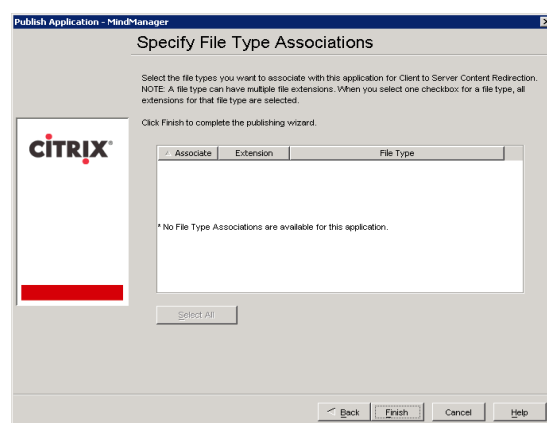 Publish Application - MindManager
Specify File Type Associations
Select the file types you want to associate with this application for Client to Server Content Redirection.
NOTE: A file type can have multiple file extensions. When you select one checkbox for a file type, all
extensions for that file type are selected.
Click Finish to complete the publishing wizard.
CITRIX
Associate Extension File Type
* No File Type Associations are available for this application.
Select All
Back Finish Cancel Help